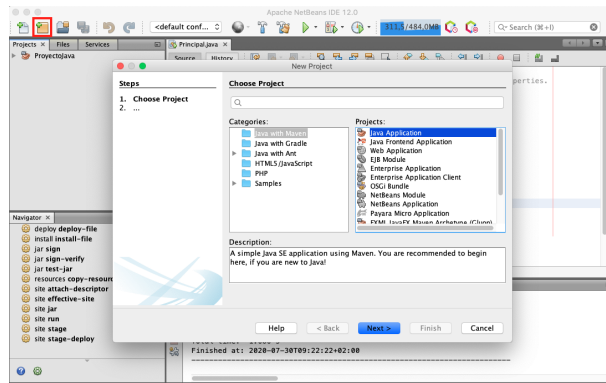 Apache NetBeans IDE 12.0
<default conf...
311,5/484,0MB
Search (⌘+I)
Projects
Files
Services
Principal.java
ProyectoJava
Source
History
New Project
perties.
Steps
1. Choose Project
2. ...
Choose Project
Categories:
Java with Maven
Java with Gradle
Java with Ant
HTML5/JavaScript
PHP
Samples
Projects:
Java Application
Java Frontend Application
Web Application
EJB Module
Enterprise Application
Enterprise Application Client
OSGi Bundle
NetBeans Module
NetBeans Application
Payara Micro Application
FXML JavaFX Maven Archetype (Gluon)
Description:
A simple Java SE application using Maven. You are recommended to begin
here, if you are new to Java!
Help
< Back
Next >
Finish
Cancel
Navigator
deploy deploy-file
install install-file
jar sign
jar sign-verify
jar test-jar
resources copy-resourc
site attach-descriptor
site effective-site
site jar
site run
site stage
site stage-deploy
Finished at: 2020-07-30T09:22:22+02:00